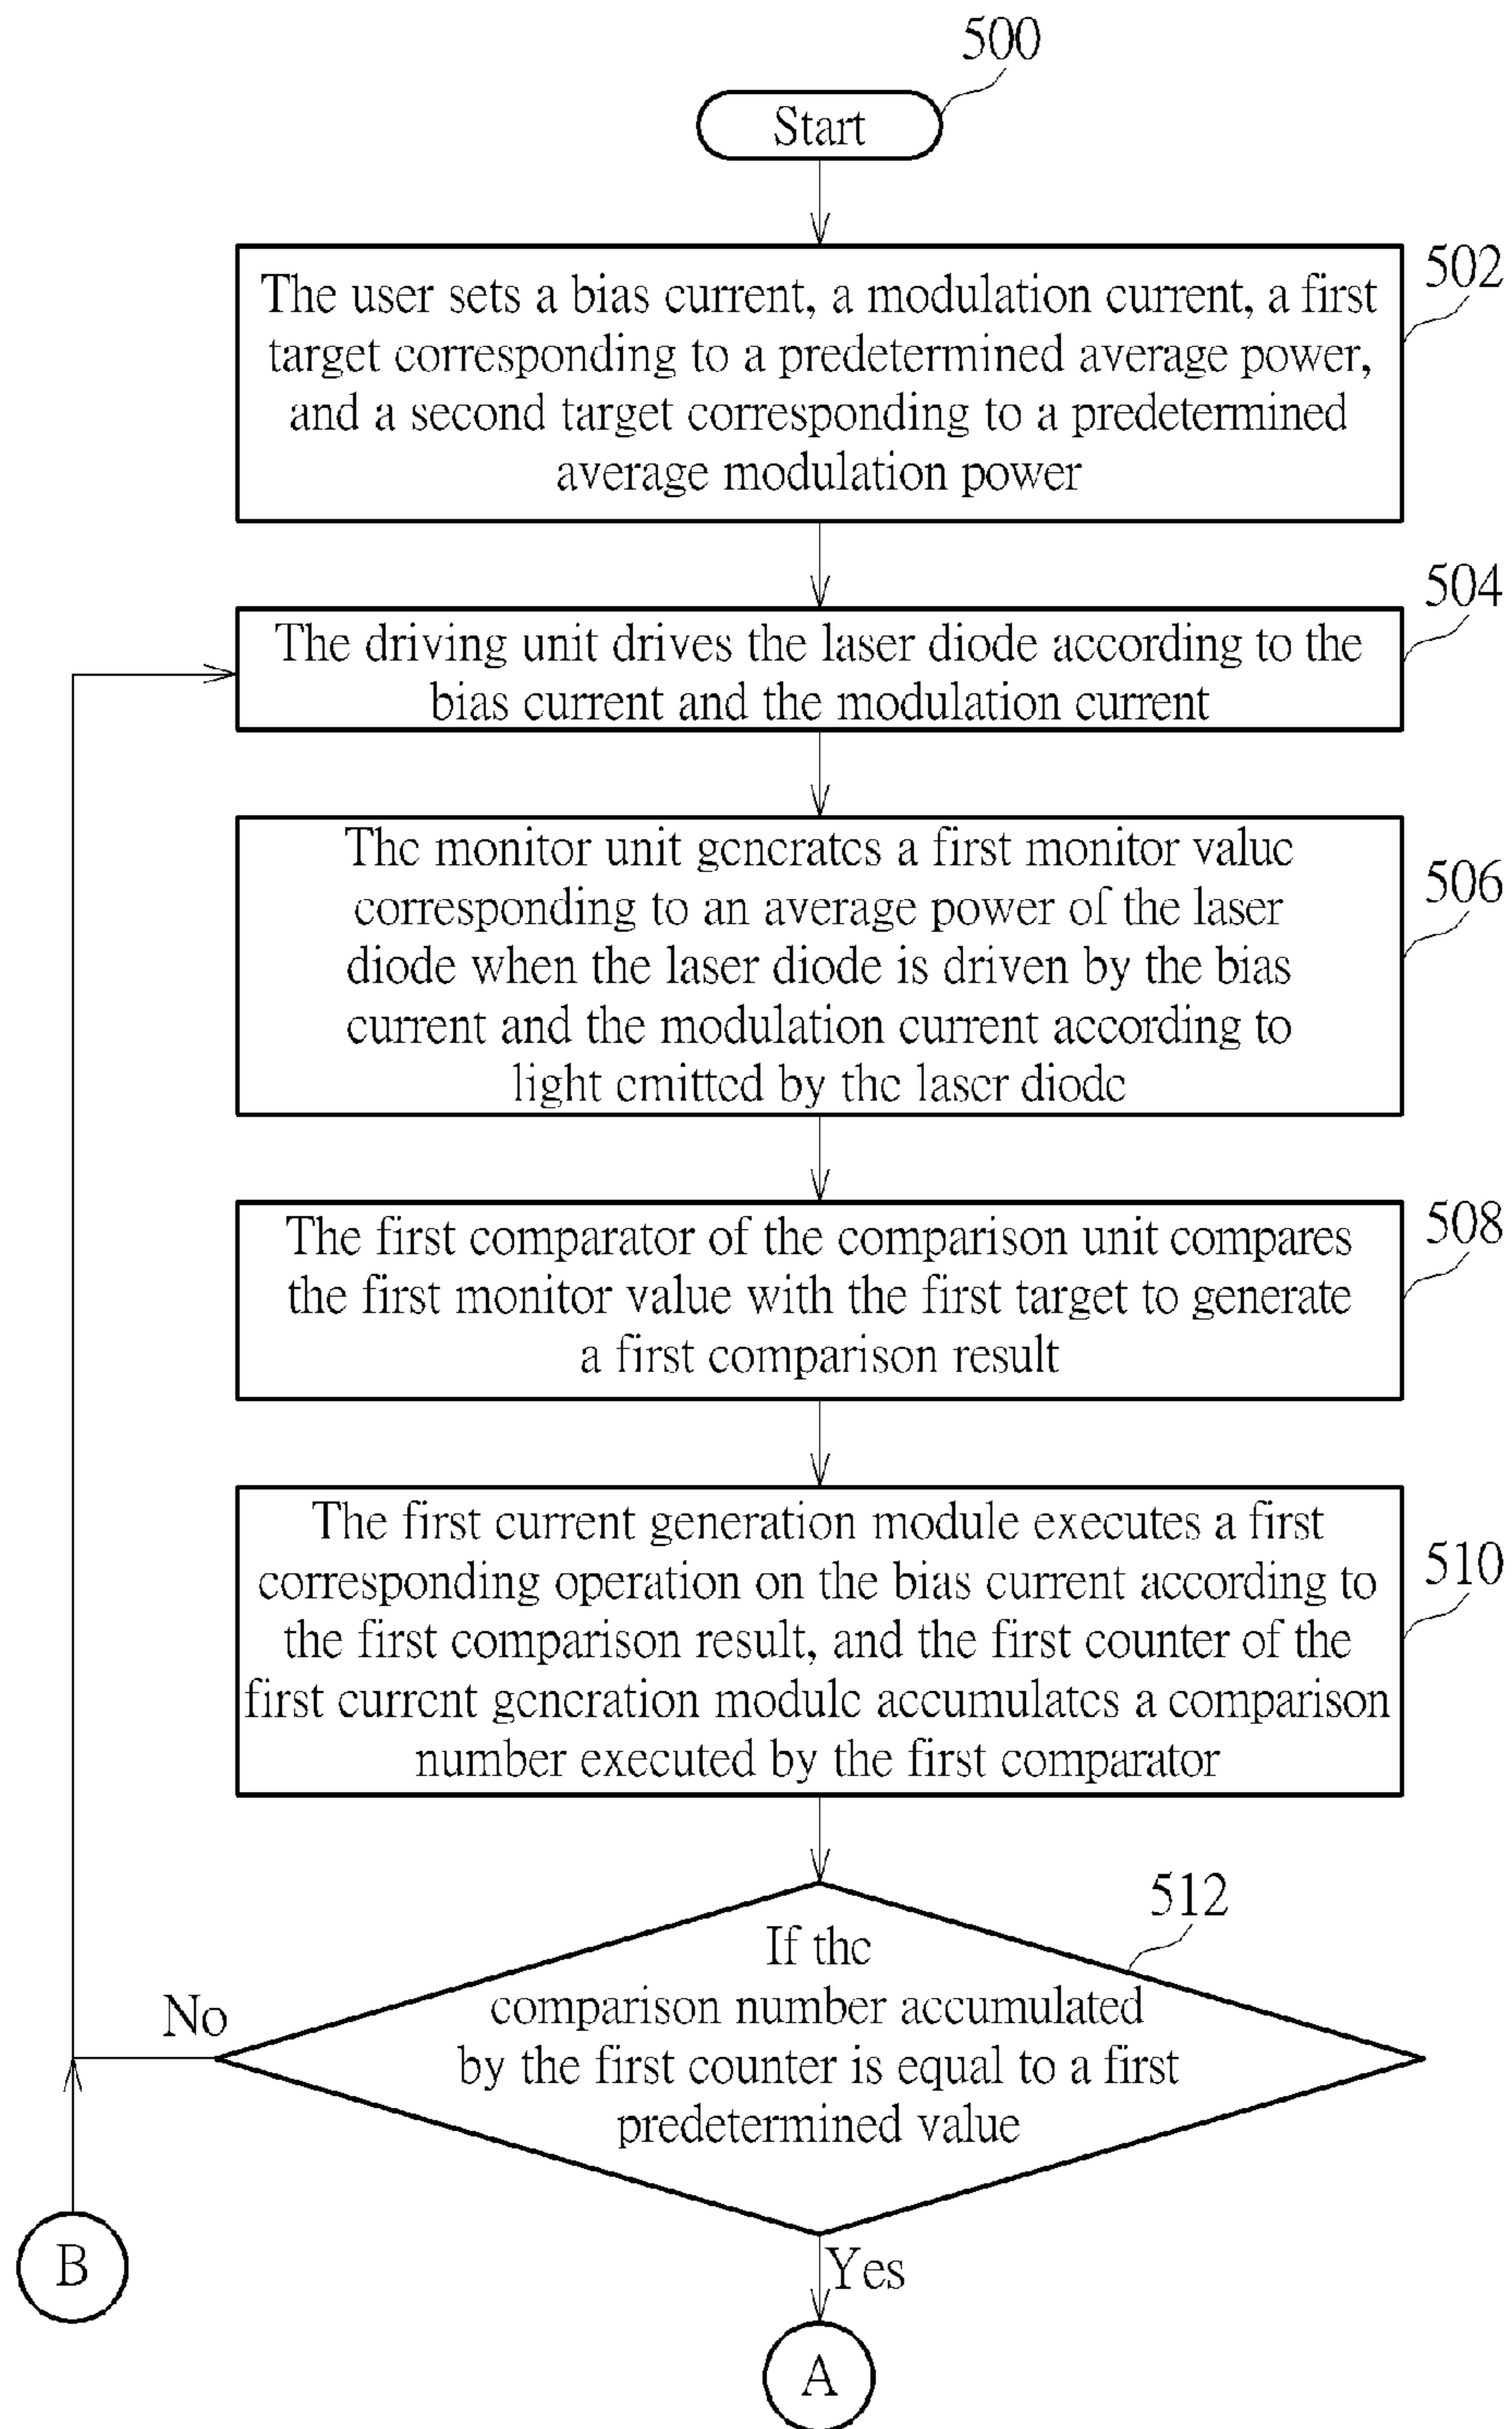 500
Start
502
The user sets a bias current, a modulation current, a first
target corresponding to a predetermined average power,
and a second target corresponding to a predetermined
average modulation power
504
The driving unit drives the laser diode according to the
bias current and the modulation current
506
The monitor unit generates a first monitor value
corresponding to an average power of the laser
diode when the laser diode is driven by the bias
current and the modulation current according to
light emitted by the laser diode
508
The first comparator of the comparison unit compares
the first monitor value with the first target to generate
a first comparison result
510
The first current generation module executes a first
corresponding operation on the bias current according to
the first comparison result, and the first counter of the
first current generation module accumulates a comparison
number executed by the first comparator
512
If the
comparison number accumulated
by the first counter is equal to a first
predetermined value
No
Yes
B
A